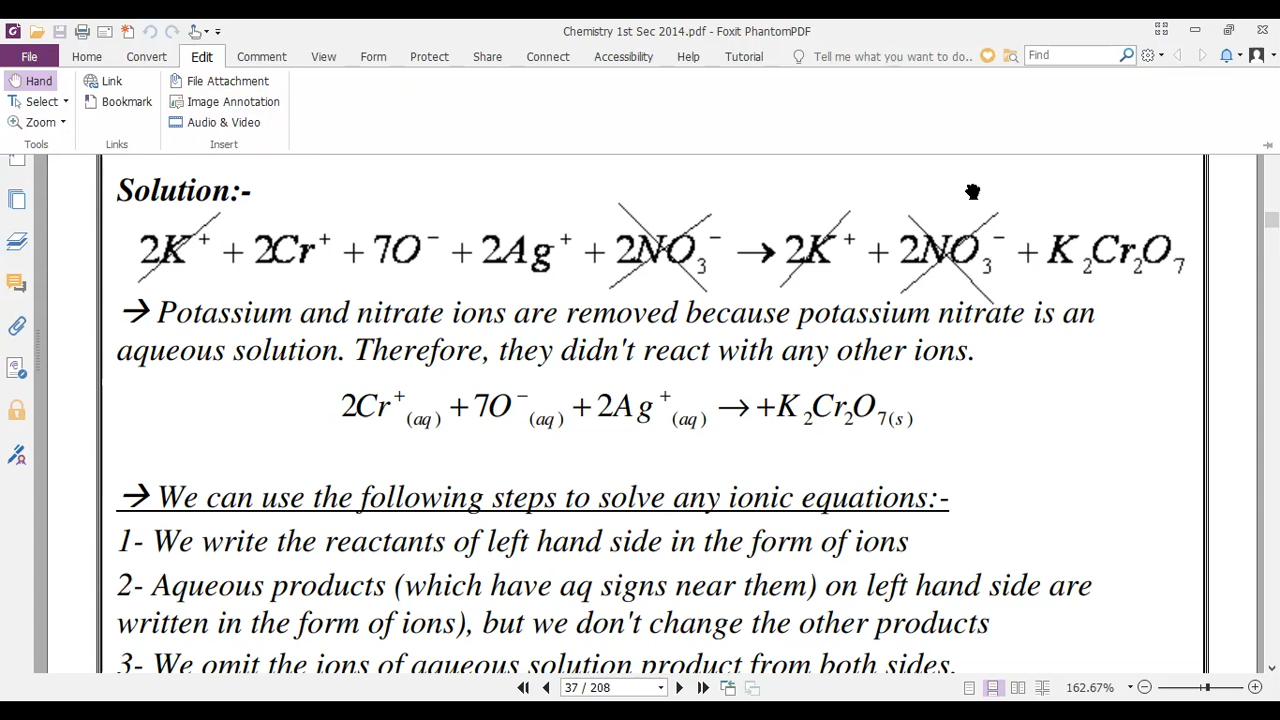 Chemistry 1st Sec 2014.pdf - Foxit PhantomPDF
File Home Convert Edit Comment View Form Protect Share Connect Accessibility Help Tutorial Tell me what you want to do.. Find
Hand Link File Attachment
Select Bookmark Image Annotation
Zoom Audio & Video
Tools Links Insert
Solution:-
2K⁺ + 2Cr⁺ + 7O⁻ + 2Ag⁺ + 2NO₃⁻ → 2K⁺ + 2NO₃⁻ + K₂Cr₂O₇
→ Potassium and nitrate ions are removed because potassium nitrate is an
aqueous solution. Therefore, they didn't react with any other ions.
2Cr⁺(aq) + 7O⁻(aq) + 2Ag⁺(aq) → +K₂Cr₂O₇(s)
→ We can use the following steps to solve any ionic equations:-
1- We write the reactants of left hand side in the form of ions
2- Aqueous products (which have aq signs near them) on left hand side are
written in the form of ions), but we don't change the other products
3- We omit the ions of aqueous solution product from both sides.
37 / 208 162.67%